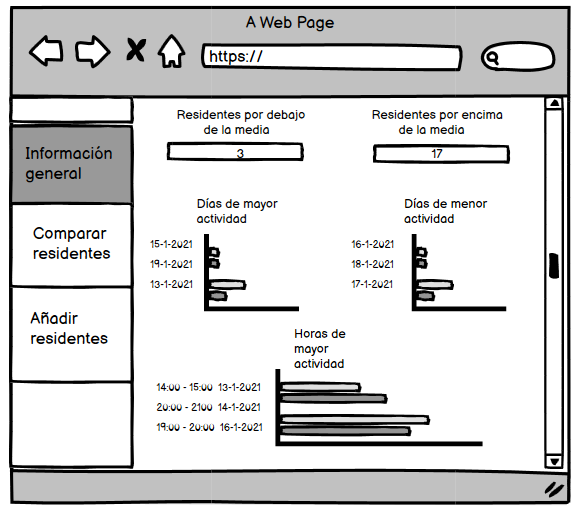 A Web Page
https://
Información
general
Comparar
residentes
Añadir
residentes
Residentes por debajo
de la media
3
Residentes por encima
de la media
17
Días de mayor
actividad
15-1-2021
19-1-2021
13-1-2021
Días de menor
actividad
16-1-2021
18-1-2021
17-1-2021
Horas de
mayor
actividad
14:00 - 15:00 13-1-2021
20:00 - 2100 14-1-2021
19:00 - 20:00 16-1-2021